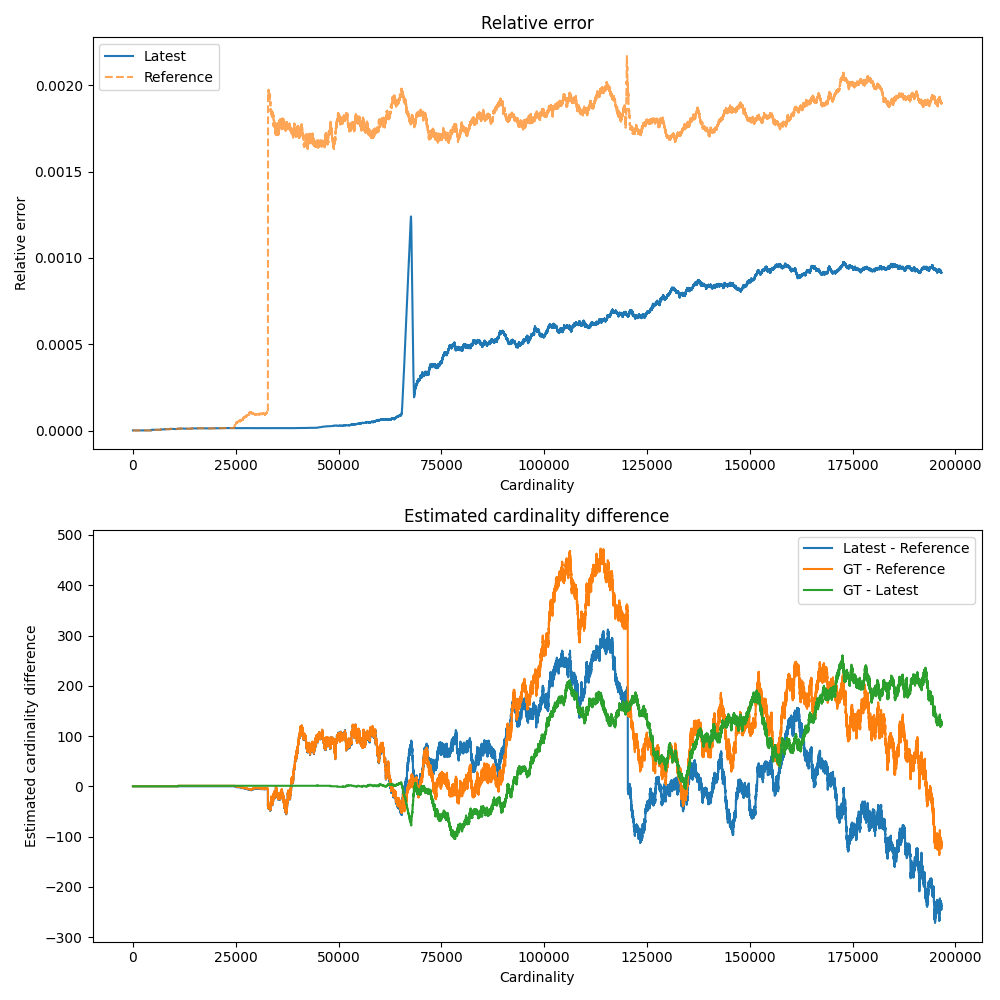 Relative error
Latest
Reference
0.0020
0.0015
0.0010
0.0005
0.0000
Relative error
0 25000 50000 75000 100000 125000 150000 175000 200000
Cardinality
Estimated cardinality difference
Latest - Reference
GT - Reference
GT - Latest
500
400
300
200
100
0
−100
−200
−300
Estimated cardinality difference
0 25000 50000 75000 100000 125000 150000 175000 200000
Cardinality